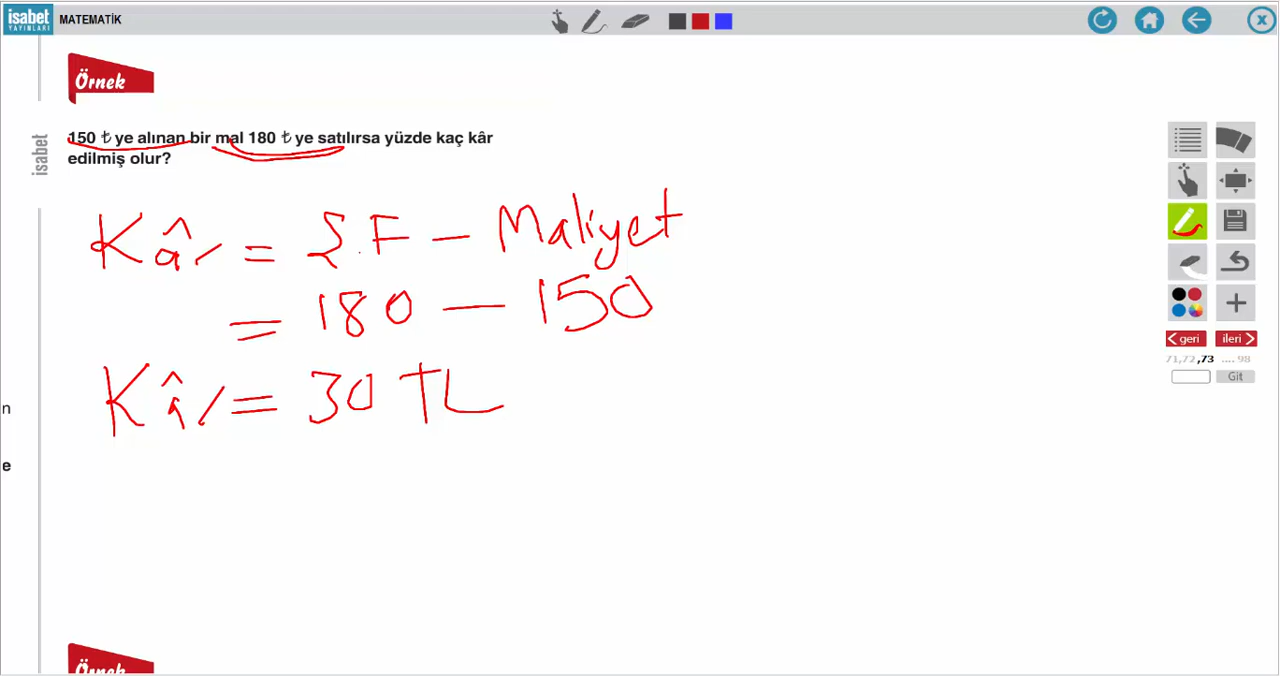 isabet
YAYINLARI
MATEMATİK
Örnek
isabet
150 ₺ ye alınan bir mal 180 ₺ ye satılırsa yüzde kaç kâr
edilmiş olur?
Kâr = S.F - Maliyet
= 180 - 150
Kâr = 30 TL
n
e
geri
ileri
71,72,73 .... 98
Git
Örnek